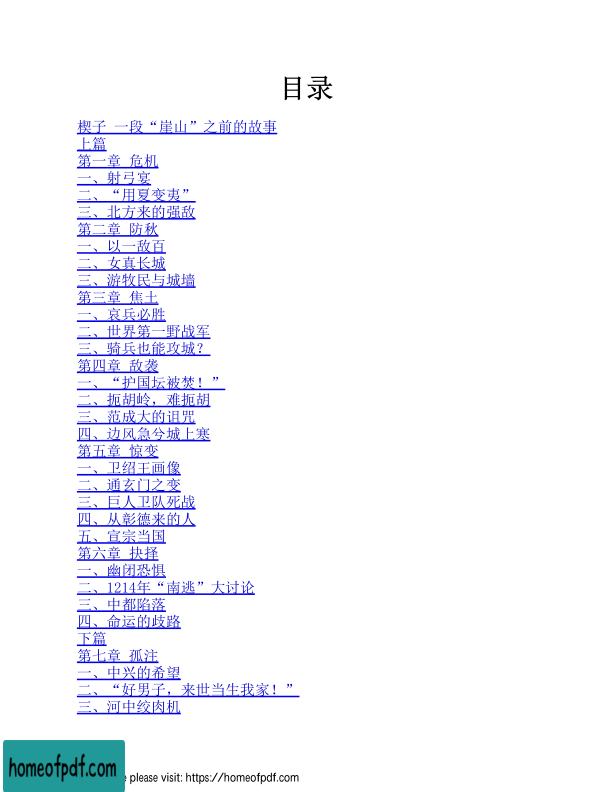 目录
楔子 一段“崖山”之前的故事
上篇
第一章 危机
一、射弓宴
二、“用夏变夷”
三、北方来的强敌
第二章 防秋
一、以一敌百
二、女真长城
三、游牧民与城墙
第三章 焦土
一、哀兵必胜
二、世界第一野战军
三、骑兵也能攻城？
第四章 敌袭
一、“护国坛被焚！”
二、扼胡岭，难扼胡
三、范成大的诅咒
四、边风急兮城上寒
第五章 惊变
一、卫绍王画像
二、通玄门之变
三、巨人卫队死战
四、从彰德来的人
五、宣宗当国
第六章 抉择
一、幽闭恐惧
二、1214年“南逃”大讨论
三、中都陷落
四、命运的歧路
下篇
第七章 孤注
一、中兴的希望
二、“好男子，来世当生我家！”
三、河中绞肉机
homeofpdf.com
e please visit: https://homeofpdf.com